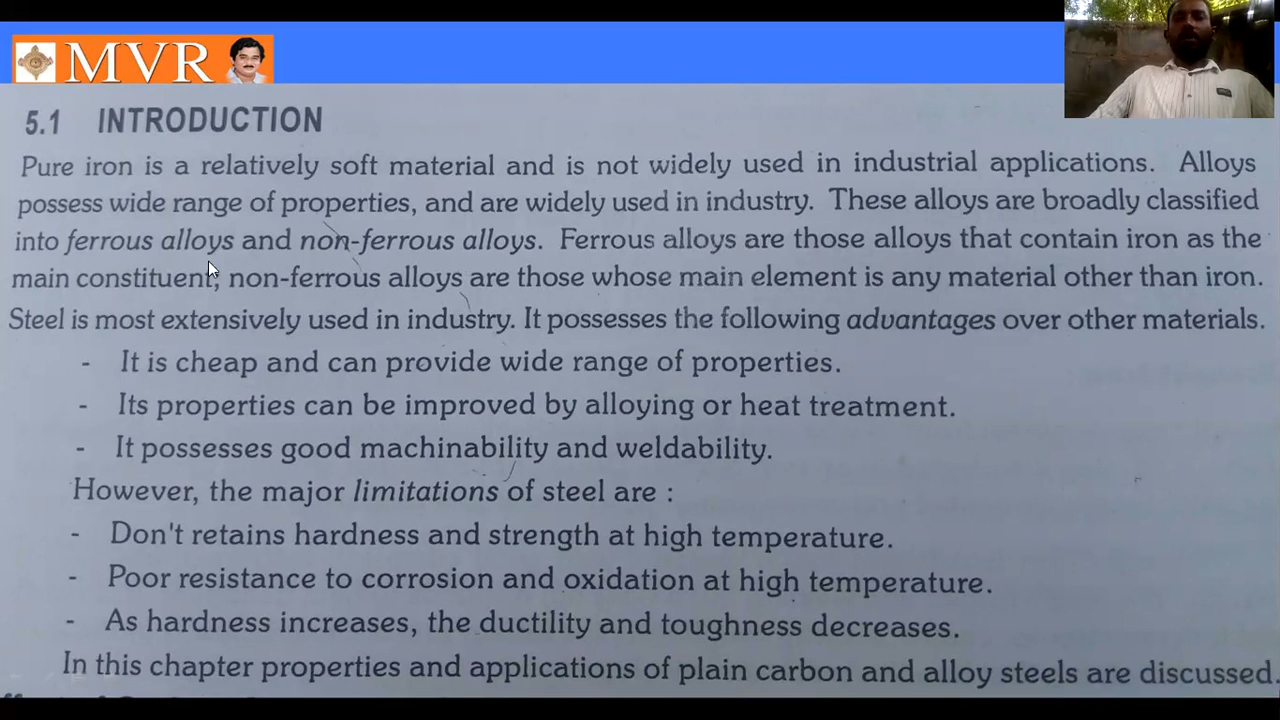 MVR
5.1 INTRODUCTION
Pure iron is a relatively soft material and is not widely used in industrial applications. Alloys
possess wide range of properties, and are widely used in industry. These alloys are broadly classified
into ferrous alloys and non-ferrous alloys. Ferrous alloys are those alloys that contain iron as the
main constituent; non-ferrous alloys are those whose main element is any material other than iron.
Steel is most extensively used in industry. It possesses the following advantages over other materials.
- It is cheap and can provide wide range of properties.
- Its properties can be improved by alloying or heat treatment.
- It possesses good machinability and weldability.
However, the major limitations of steel are :
- Don't retains hardness and strength at high temperature.
- Poor resistance to corrosion and oxidation at high temperature.
- As hardness increases, the ductility and toughness decreases.
In this chapter properties and applications of plain carbon and alloy steels are discussed.